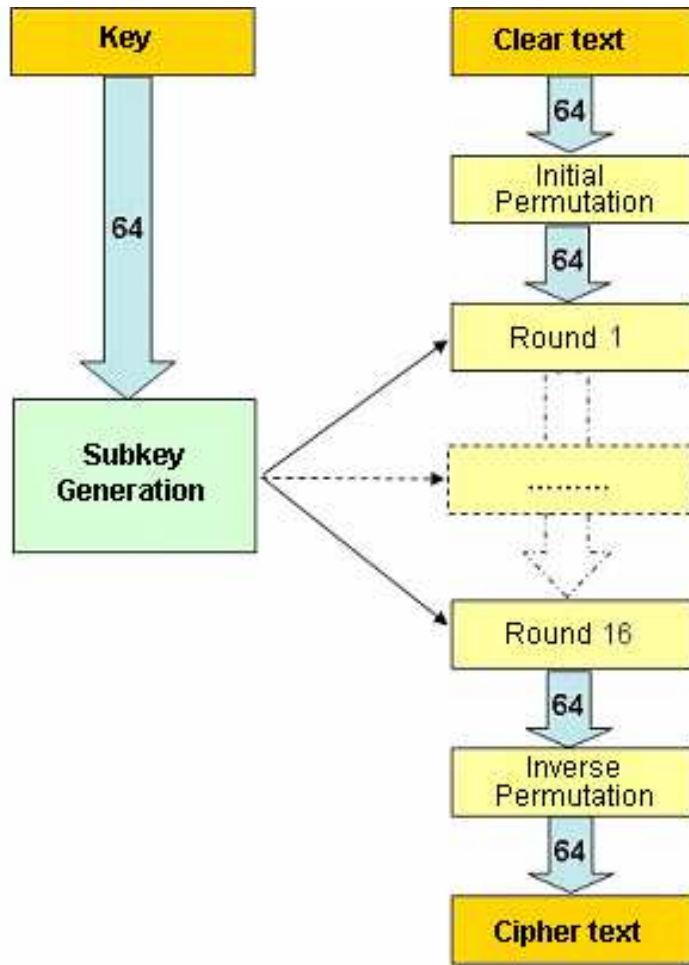 Key
Clear text
64
Initial
Permutation
64
64
Round 1
Subkey
Generation
........
Round 16
64
Inverse
Permutation
64
Cipher text